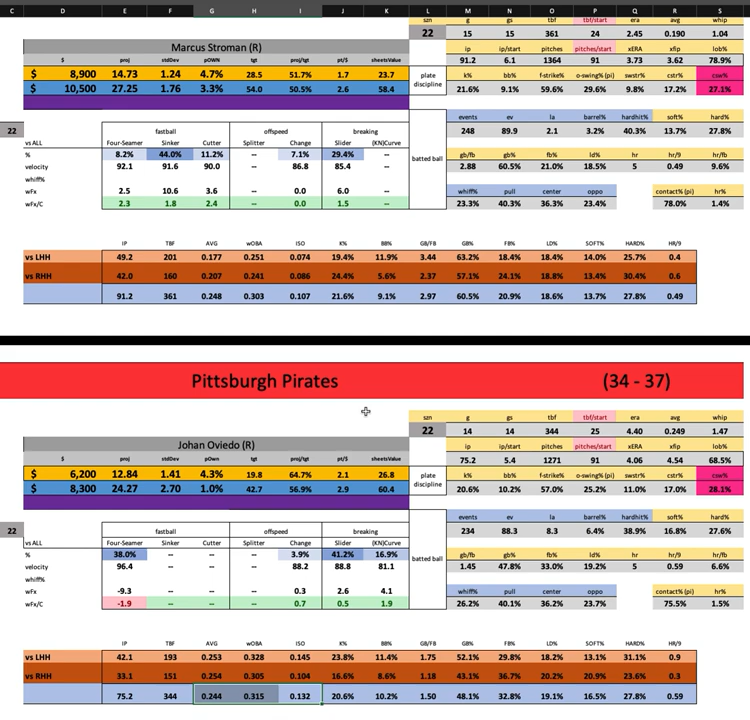 C D E F G H I J K L M N O P Q R S
szn g gs tbf tbf/start era avg whip
22 15 15 361 24 2.45 0.190 1.04
Marcus Stroman (R) ip ip/start pitches pitches/start xERA xfip lob%
91.2 6.1 1364 91 3.73 3.62 78.9%
$ proj stdDev pOWN tgt proj/tgt pt/$ sheetsValue
$ 8,900 14.73 1.24 4.7% 28.5 51.7% 1.7 23.7 plate discipline k% bb% f-strike% o-swing% (pi) swstr% cstr% csw%
$ 10,500 27.25 1.76 3.3% 54.0 50.5% 2.6 58.4 21.6% 9.1% 59.6% 29.6% 9.8% 17.2% 27.1%
events ev la barrel% hardhit% soft% hard%
22 fastball offspeed breaking 248 89.9 2.1 3.2% 40.3% 13.7% 27.8%
vs ALL Four-Seamer Sinker Cutter Splitter Change Slider (KN)Curve
% 8.2% 44.0% 11.2% -- 7.1% 29.4% -- batted ball gb/fb gb% fb% ld% hr hr/9 hr/fb
velocity 92.1 91.6 90.0 -- 86.8 85.4 -- 2.88 60.5% 21.0% 18.5% 5 0.49 9.6%
whiff%
wFx 2.5 10.6 3.6 -- 0.0 6.0 -- whiff% pull center oppo contact% (pi) hr%
wFx/C 2.3 1.8 2.4 -- 0.0 1.5 -- 23.3% 40.3% 36.3% 23.4% 78.0% 1.4%
IP TBF AVG wOBA ISO K% BB% GB/FB GB% FB% LD% SOFT% HARD% HR/9
vs LHH 49.2 201 0.177 0.251 0.074 24.4% 11.9% 3.44 63.2% 18.4% 18.4% 14.0% 25.7% 0.4
vs RHH 42.0 160 0.207 0.241 0.086 18.1% 5.6% 2.37 57.1% 24.1% 18.8% 13.4% 30.4% 0.6
91.2 361 0.248 0.303 0.107 21.6% 9.1% 2.97 60.5% 20.9% 18.6% 13.7% 27.8% 0.49
Pittsburgh Pirates (34 - 37)
szn g gs tbf tbf/start era avg whip
22 14 14 344 25 4.40 0.249 1.47
Johan Oviedo (R) ip ip/start pitches pitches/start xERA xfip lob%
75.2 5.4 1271 91 4.06 4.54 68.5%
$ proj stdDev pOwn tgt proj/tgt pt/$ sheetsValue
$ 6,200 12.84 1.41 4.3% 19.8 64.7% 2.1 26.8 plate discipline k% bb% f-strike% o-swing% (pi) swstr% cstr% csw%
$ 8,300 24.27 2.70 1.0% 42.7 56.9% 2.9 60.4 20.6% 10.2% 57.0% 25.2% 11.0% 17.0% 28.1%
events ev la barrel% hardhit% soft% hard%
22 fastball offspeed breaking 234 88.3 8.3 6.4% 38.9% 16.8% 27.6%
vs ALL Four-Seamer Sinker Cutter Splitter Change Slider (KN)Curve
% 38.0% -- -- -- 3.9% 41.2% 16.9% batted ball gb/fb gb% fb% ld% hr hr/9 hr/fb
velocity 96.4 -- -- -- 88.2 88.8 81.1 1.45 47.8% 33.0% 19.2% 5 0.59 6.6%
whiff%
wFx -9.3 -- -- -- 0.3 2.6 4.1 whiff% pull center oppo contact% (pi) hr%
wFx/C -1.9 -- -- -- 0.7 0.5 1.9 26.2% 40.1% 36.2% 23.7% 75.5% 1.5%
IP TBF AVG wOBA ISO K% BB% GB/FB GB% FB% LD% SOFT% HARD% HR/9
vs LHH 42.1 193 0.253 0.328 0.145 23.8% 11.4% 1.75 52.1% 29.8% 18.2% 13.1% 31.1% 0.9
vs RHH 33.1 151 0.254 0.305 0.104 16.6% 8.6% 1.18 43.1% 36.7% 20.2% 20.9% 23.6% 0.3
75.2 344 0.244 0.315 0.132 20.6% 10.2% 1.50 48.1% 32.8% 19.1% 16.5% 27.8% 0.59